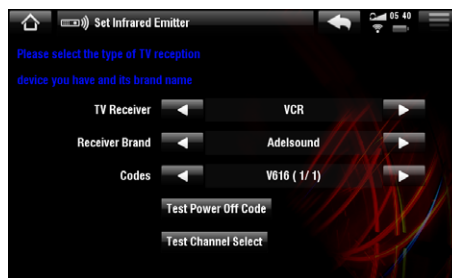 Set Infrared Emitter
05 40
Please select the type of TV reception
device you have and its brand name
TV Receiver VCR
Receiver Brand Adelsound
Codes V616 ( 1/ 1)
Test Power Off Code
Test Channel Select